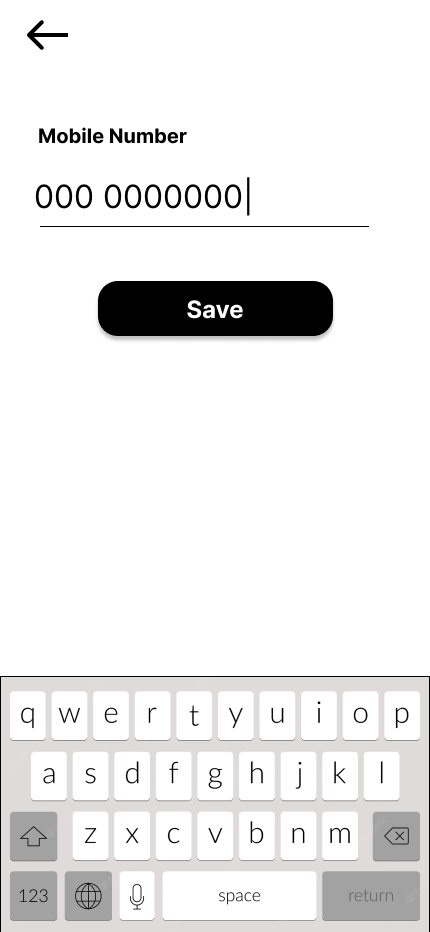 Mobile Number
000 0000000
Save
q w e r t y u i o p
a s d f g h j k l
z x c v b n m
123 space return